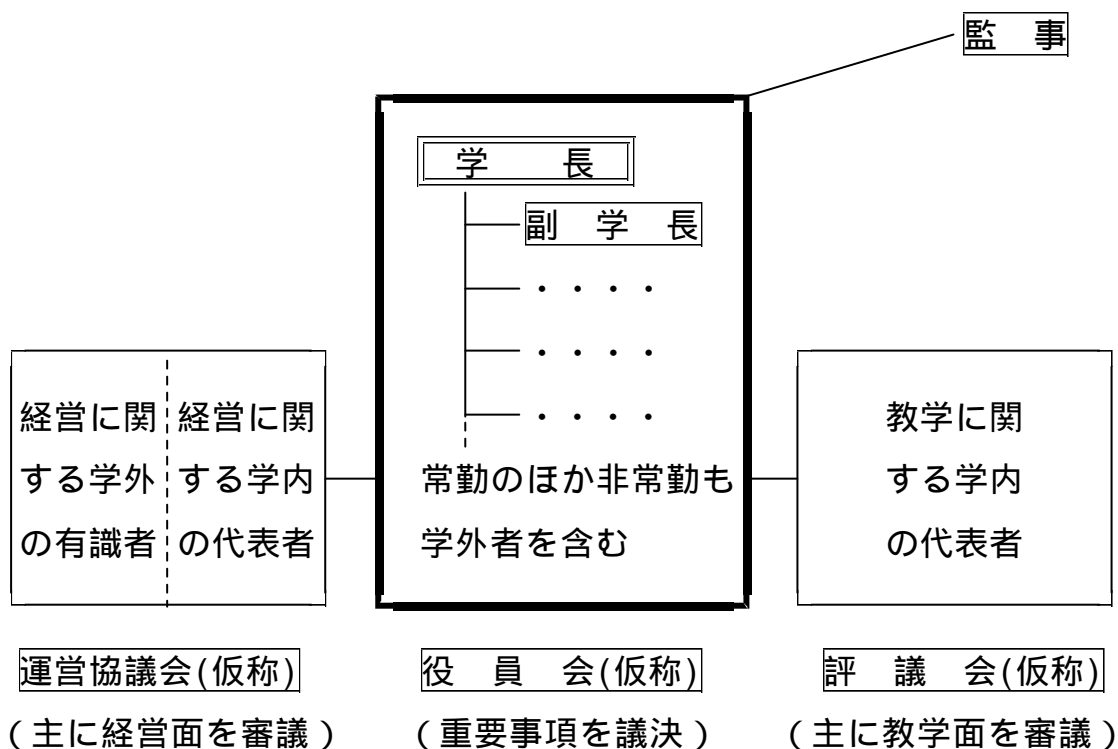 監　事
学　　長
副　学　長
・・・・
・・・・
・・・・
常勤のほか非常勤も
学外者を含む
経営に関
する学外
の有識者
経営に関
する学内
の代表者
教学に関
する学内
の代表者
運営協議会(仮称)
（主に経営面を審議）
役　員　会(仮称)
（重要事項を議決）
評　議　会(仮称)
（主に教学面を審議）